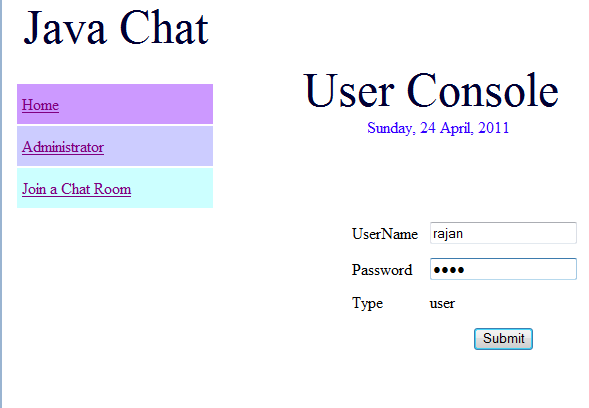 Java Chat
Home
Administrator
Join a Chat Room
User Console
Sunday, 24 April, 2011
UserName rajan
Password ●●●●
Type user
Submit